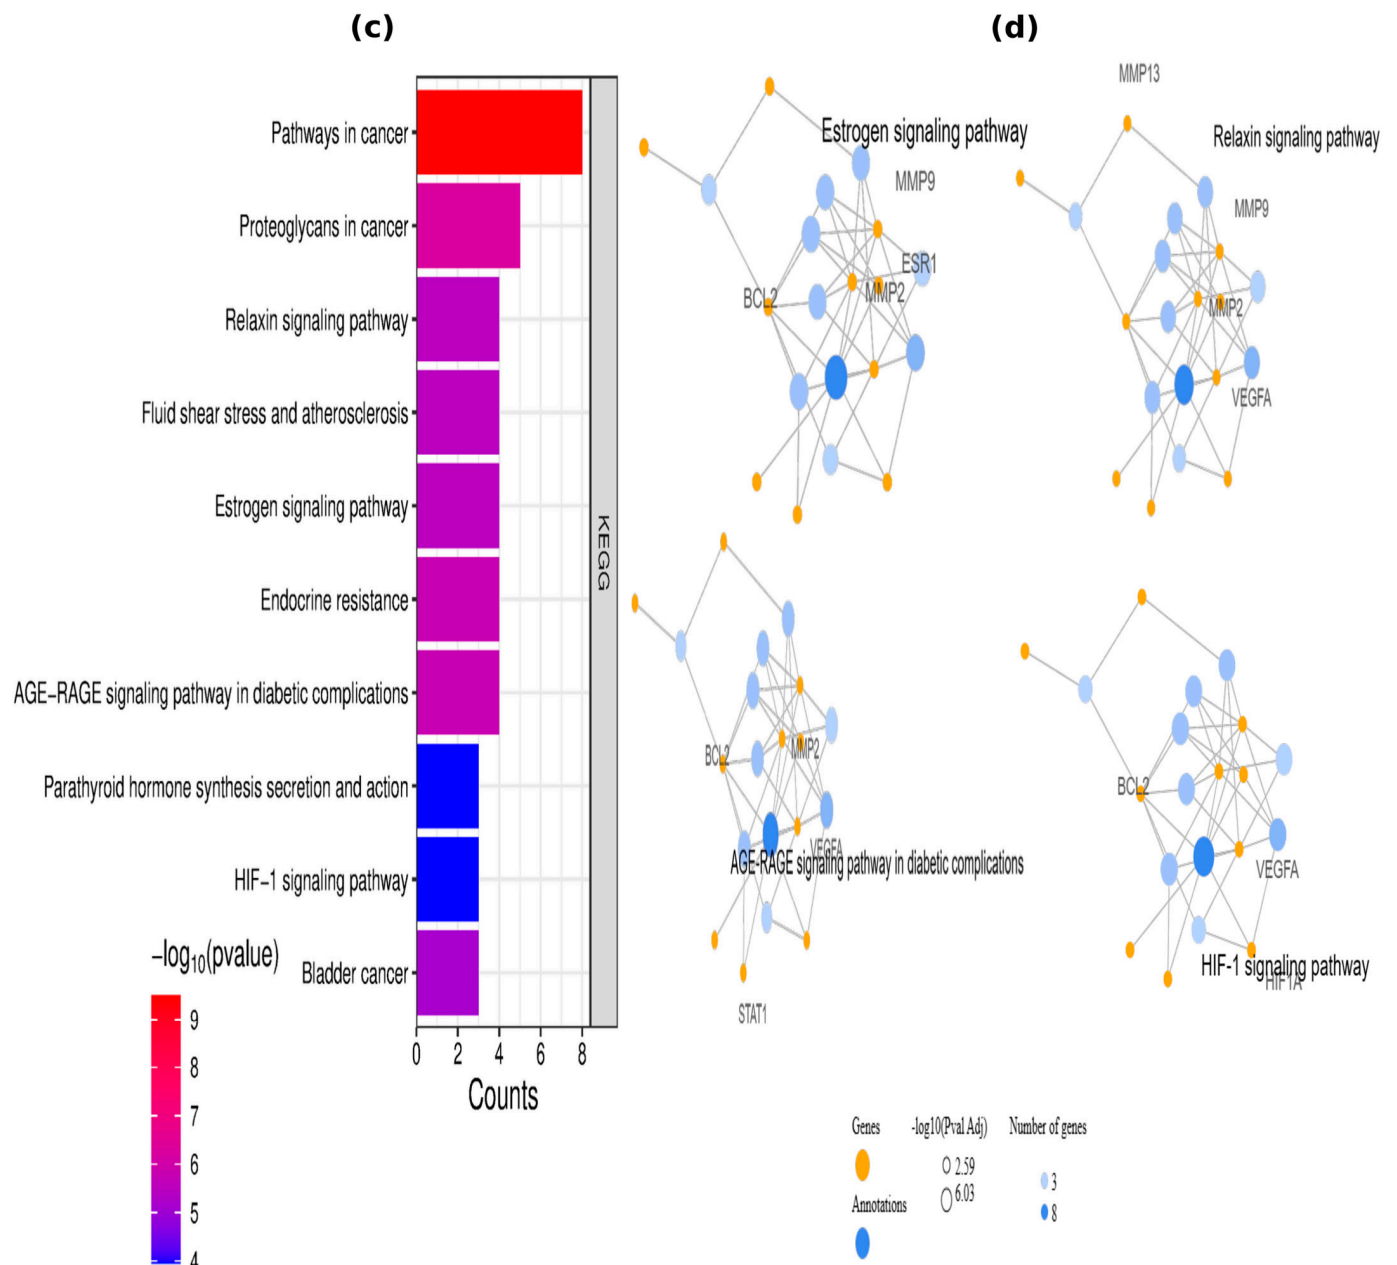 (c)
Pathways in cancer
Proteoglycans in cancer
Relaxin signaling pathway
Fluid shear stress and atherosclerosis
Estrogen signaling pathway
Endocrine resistance
AGE−RAGE signaling pathway in diabetic complications
Parathyroid hormone synthesis secretion and action
HIF−1 signaling pathway
Bladder cancer
KEGG
0 2 4 6 8
Counts
−log10(pvalue)
9
8
7
6
5
4
(d)
Estrogen signaling pathway
MMP9
ESR1
MMP2
BCL2
MMP13
Relaxin signaling pathway
MMP9
MMP2
VEGFA
BCL2
MMP2
VEGFA
AGE-RAGE signaling pathway in diabetic complications
STAT1
BCL2
VEGFA
HIF-1 signaling pathway
HIF1A
Genes
Annotations
-log10(Pval Adj)
2.59
6.03
Number of genes
3
8